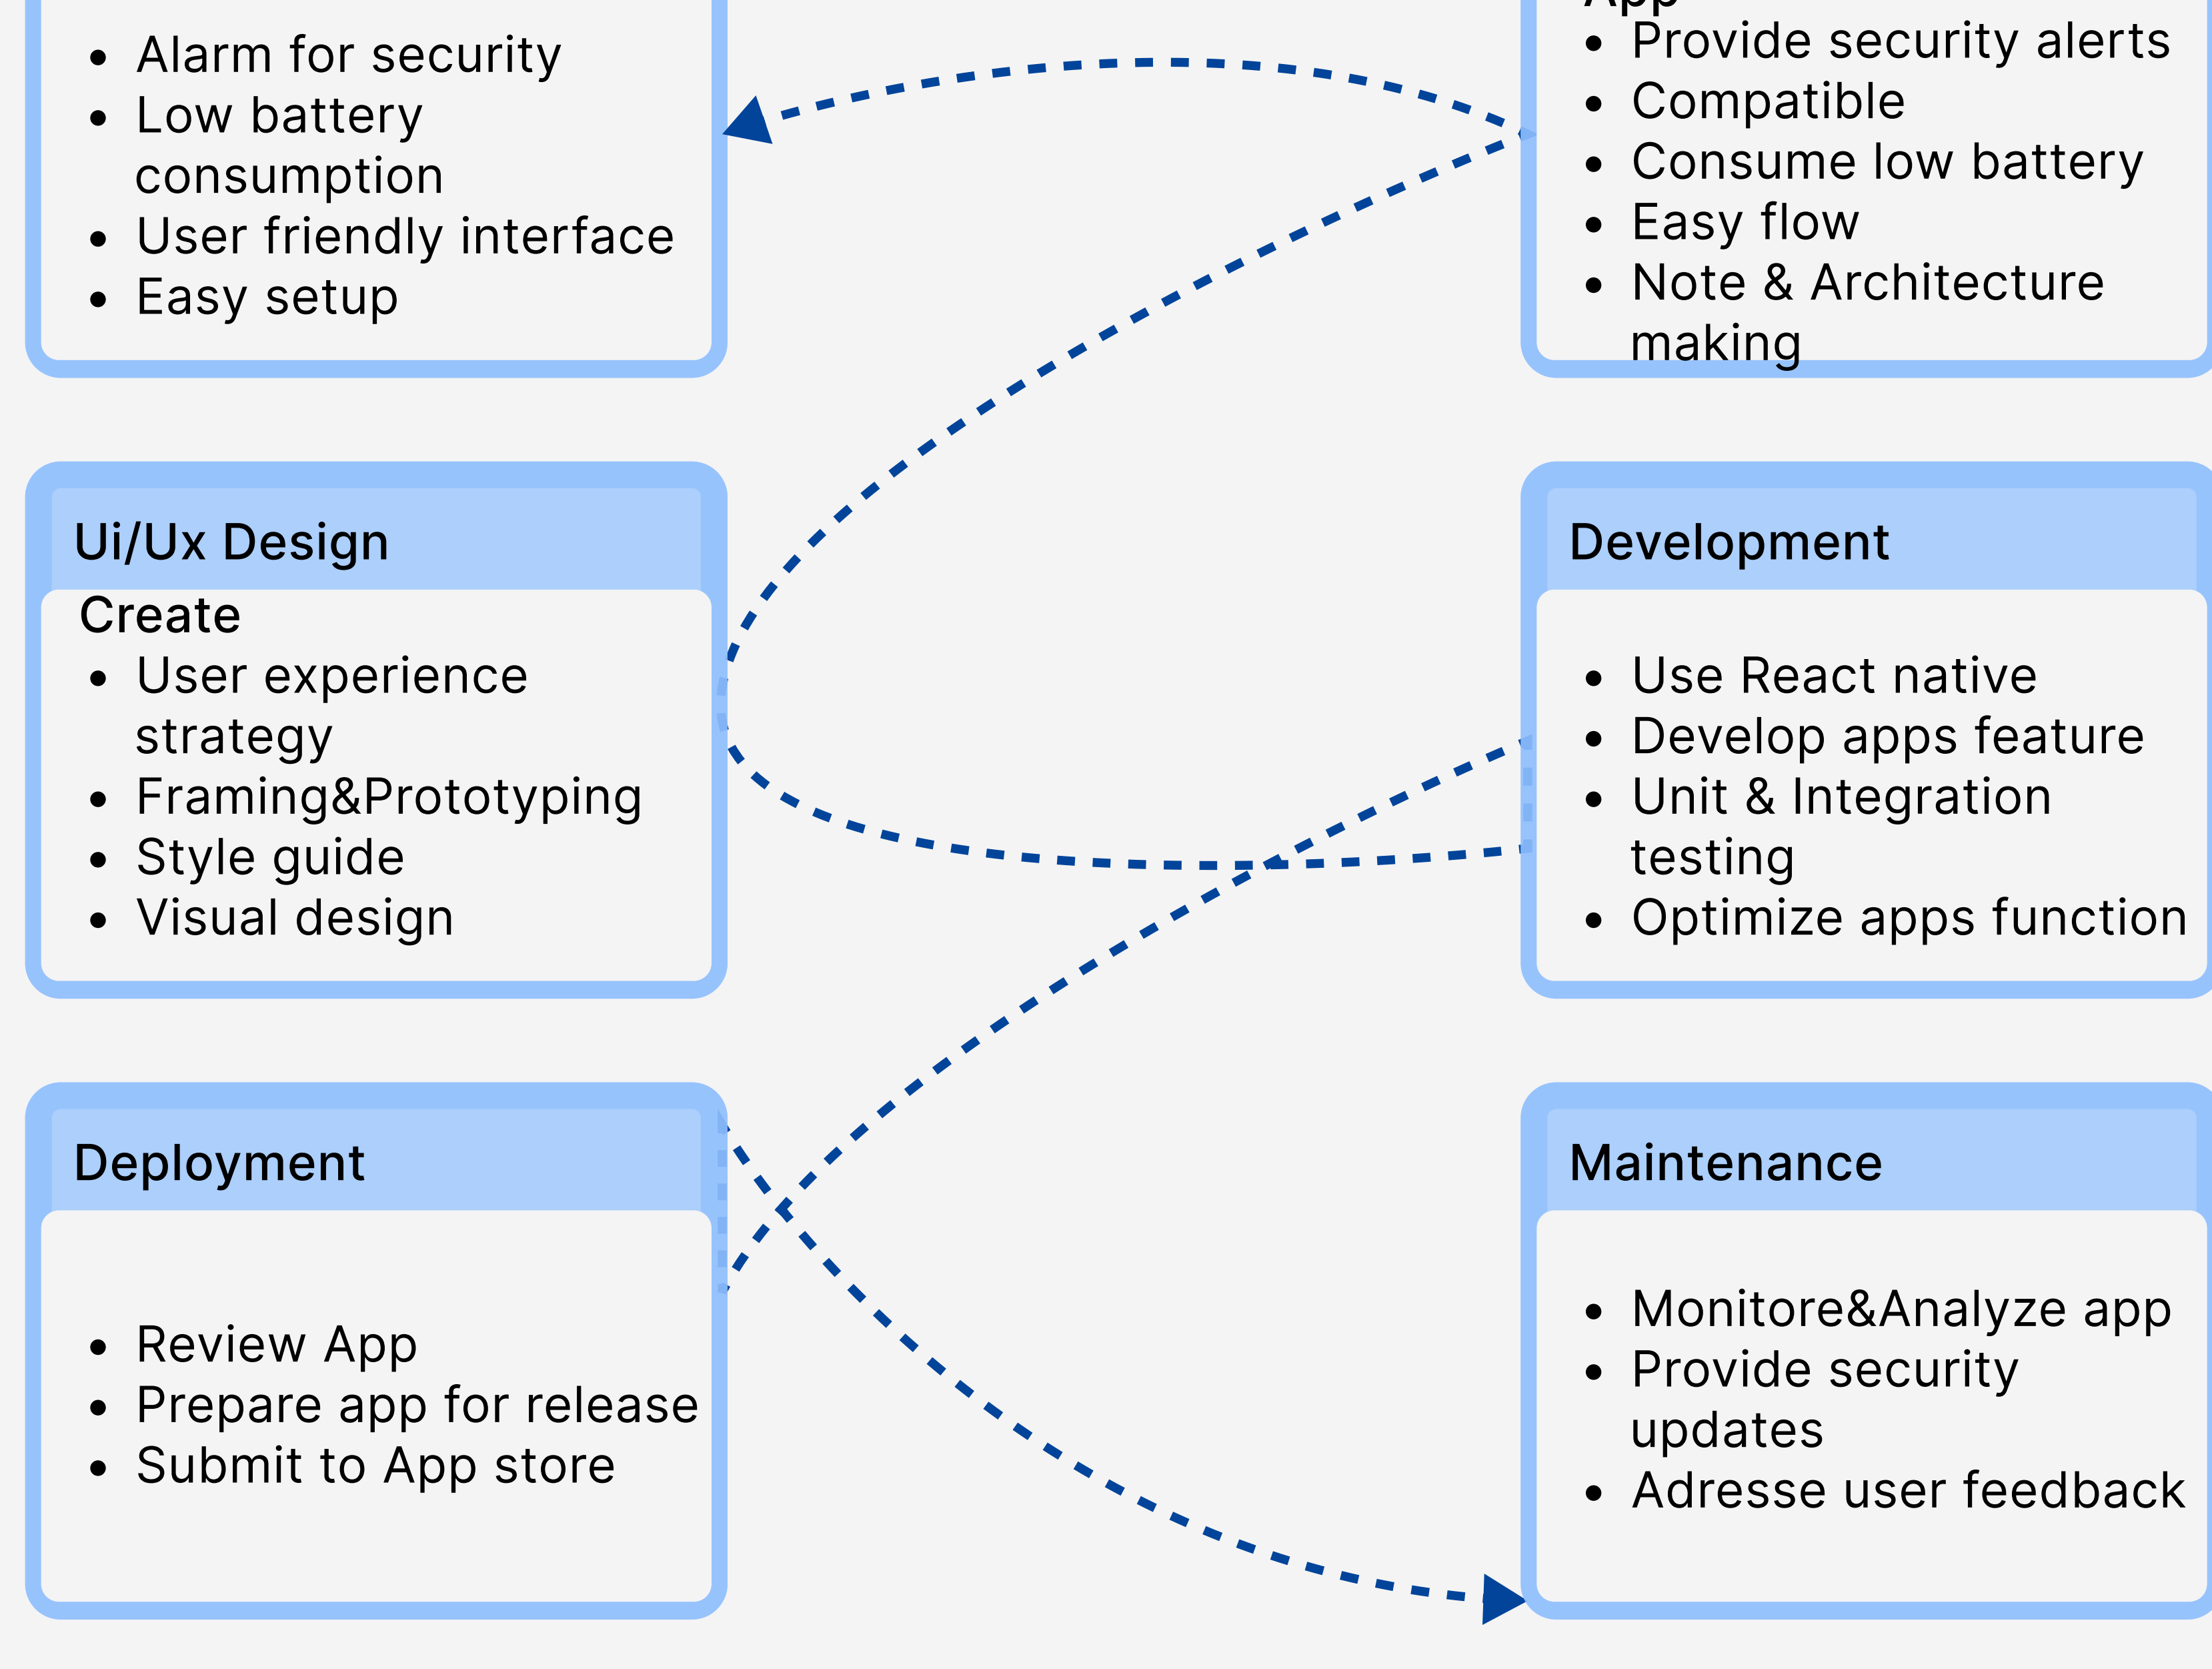 • Alarm for security
• Low battery
consumption
• User friendly interface
• Easy setup
App
• Provide security alerts
• Compatible
• Consume low battery
• Easy flow
• Note & Architecture
making
Ui/Ux Design
Create
• User experience
strategy
• Framing&Prototyping
• Style guide
• Visual design
Development
• Use React native
• Develop apps feature
• Unit & Integration
testing
• Optimize apps function
Deployment
• Review App
• Prepare app for release
• Submit to App store
Maintenance
• Monitore&Analyze app
• Provide security
updates
• Adresse user feedback